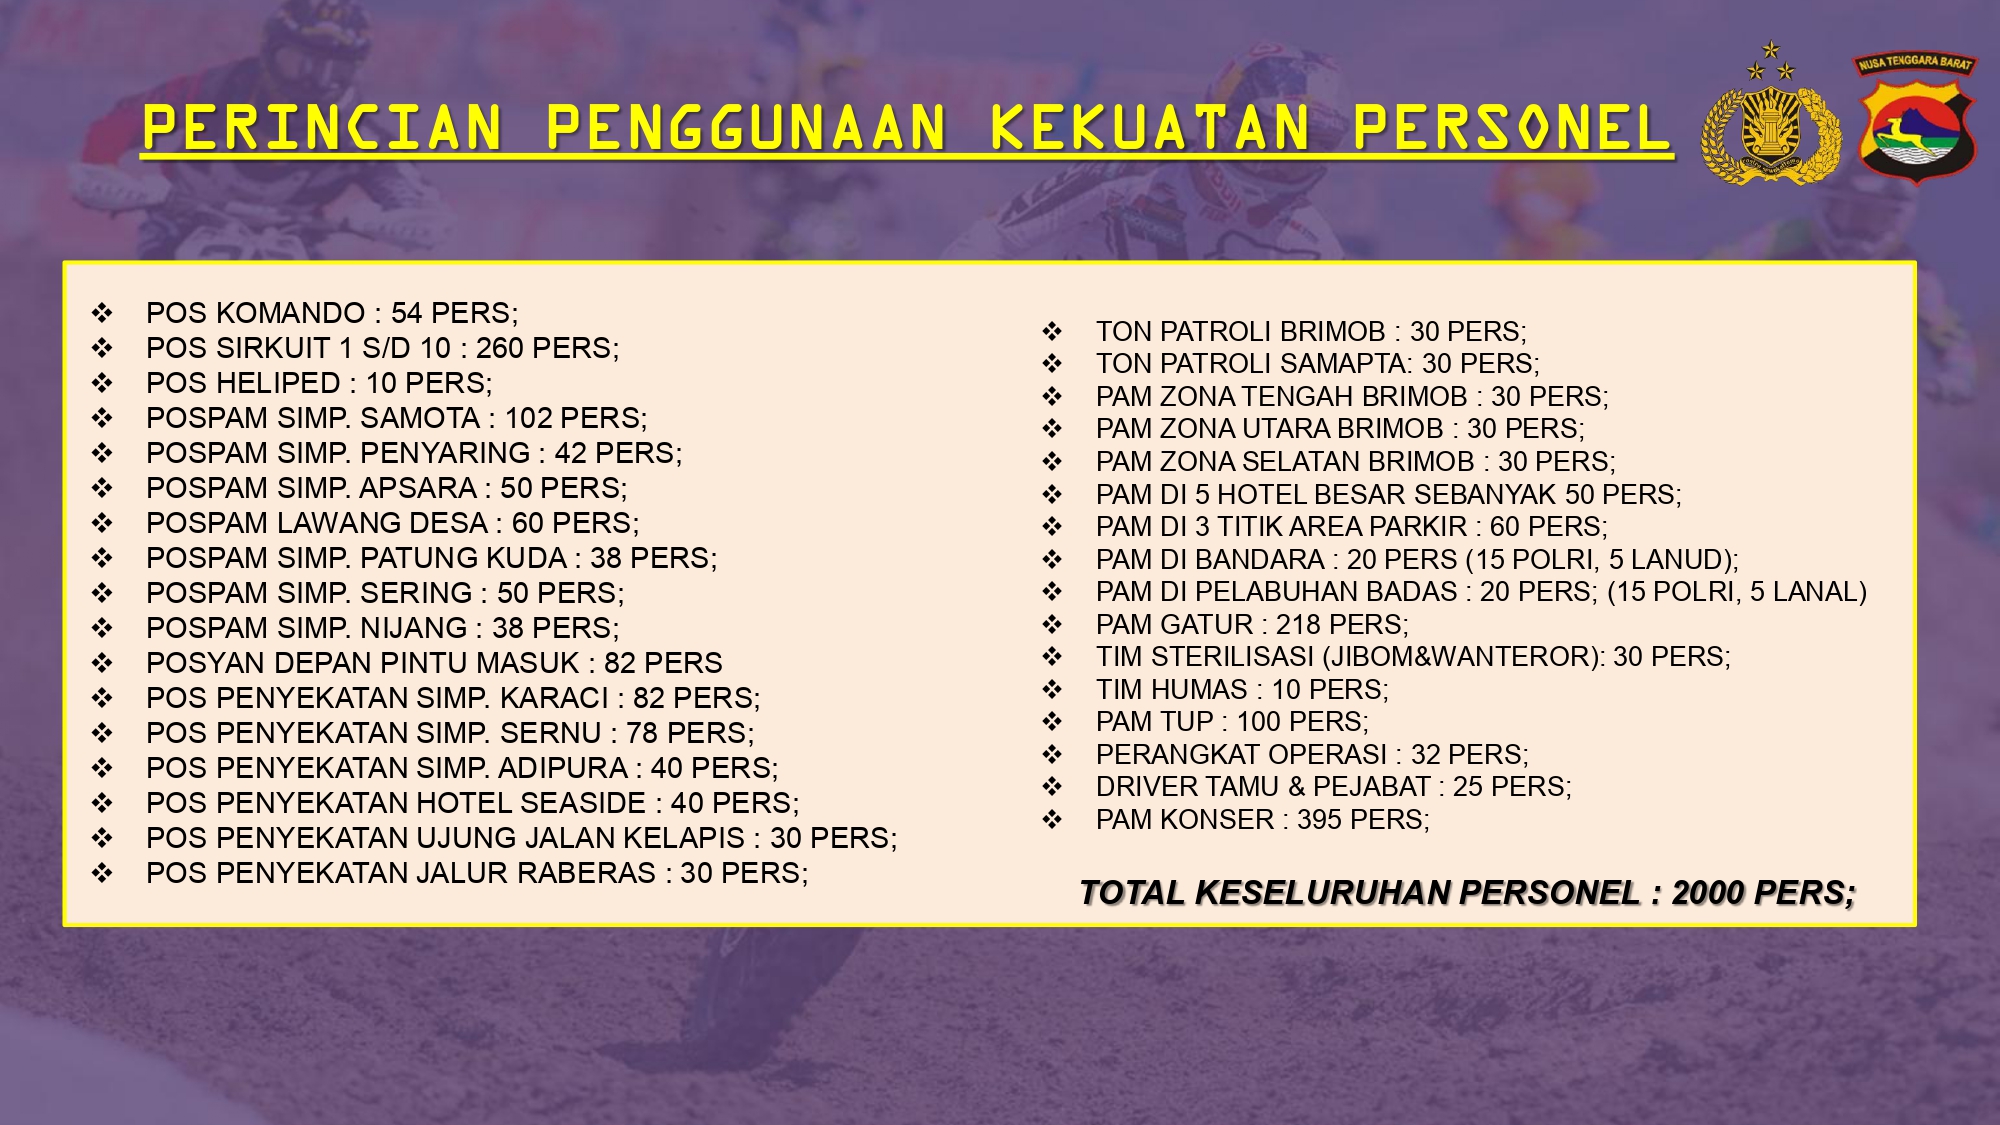 PERINCIAN PENGGUNAAN KEKUATAN PERSONEL
NUSA TENGGARA BARAT
❖ POS KOMANDO : 54 PERS;
❖ POS SIRKUIT 1 S/D 10 : 260 PERS;
❖ POS HELIPED : 10 PERS;
❖ POSPAM SIMP. SAMOTA : 102 PERS;
❖ POSPAM SIMP. PENYARING : 42 PERS;
❖ POSPAM SIMP. APSARA : 50 PERS;
❖ POSPAM LAWANG DESA : 60 PERS;
❖ POSPAM SIMP. PATUNG KUDA : 38 PERS;
❖ POSPAM SIMP. SERING : 50 PERS;
❖ POSPAM SIMP. NIJANG : 38 PERS;
❖ POSYAN DEPAN PINTU MASUK : 82 PERS
❖ POS PENYEKATAN SIMP. KARACI : 82 PERS;
❖ POS PENYEKATAN SIMP. SERNU : 78 PERS;
❖ POS PENYEKATAN SIMP. ADIPURA : 40 PERS;
❖ POS PENYEKATAN HOTEL SEASIDE : 40 PERS;
❖ POS PENYEKATAN UJUNG JALAN KELAPIS : 30 PERS;
❖ POS PENYEKATAN JALUR RABERAS : 30 PERS;
❖ TON PATROLI BRIMOB : 30 PERS;
❖ TON PATROLI SAMAPTA: 30 PERS;
❖ PAM ZONA TENGAH BRIMOB : 30 PERS;
❖ PAM ZONA UTARA BRIMOB : 30 PERS;
❖ PAM ZONA SELATAN BRIMOB : 30 PERS;
❖ PAM DI 5 HOTEL BESAR SEBANYAK 50 PERS;
❖ PAM DI 3 TITIK AREA PARKIR : 60 PERS;
❖ PAM DI BANDARA : 20 PERS (15 POLRI, 5 LANUD);
❖ PAM DI PELABUHAN BADAS : 20 PERS; (15 POLRI, 5 LANAL)
❖ PAM GATUR : 218 PERS;
❖ TIM STERILISASI (JIBOM&WANTEROR): 30 PERS;
❖ TIM HUMAS : 10 PERS;
❖ PAM TUP : 100 PERS;
❖ PERANGKAT OPERASI : 32 PERS;
❖ DRIVER TAMU & PEJABAT : 25 PERS;
❖ PAM KONSER : 395 PERS;
TOTAL KESELURUHAN PERSONEL : 2000 PERS;